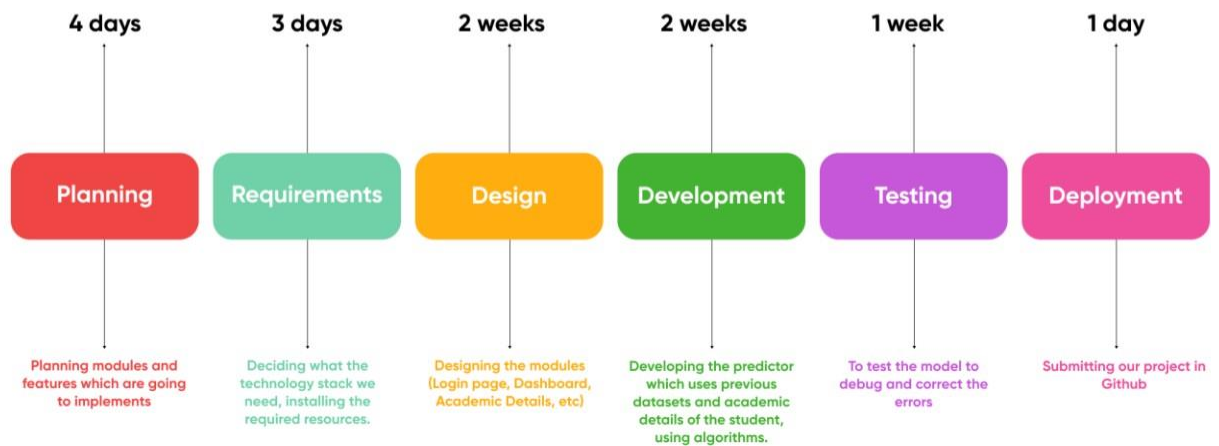 4 days
3 days
2 weeks
2 weeks
1 week
1 day
Planning
Requirements
Design
Development
Testing
Deployment
Planning modules and
features which are going
to implements
Deciding what the
technology stack we
need, installing the
required resources.
Designing the modules
(Login page, Dashboard,
Academic Details, etc)
Developing the predictor
which uses previous
datasets and academic
details of the student,
using algorithms.
To test the model to
debug and correct the
errors
Submitting our project in
Github